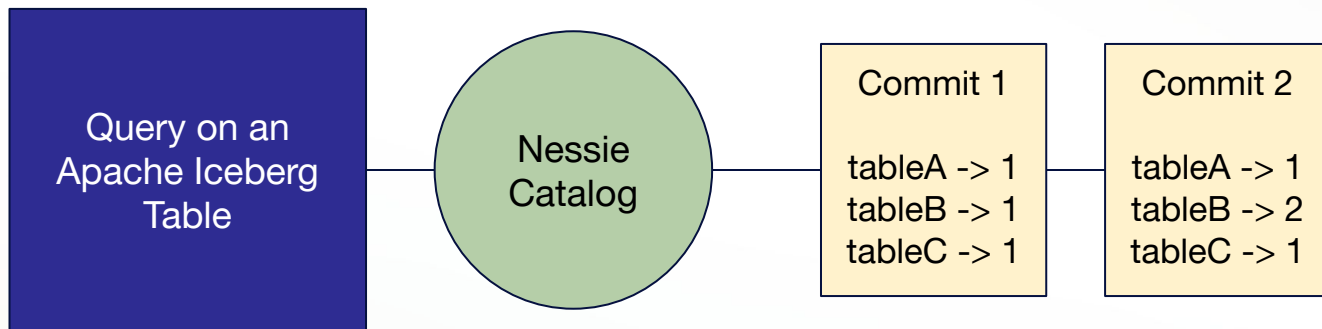 Query on an
Apache Iceberg
Table
Nessie
Catalog
Commit 1
tableA -> 1
tableB -> 1
tableC -> 1
Commit 2
tableA -> 1
tableB -> 2
tableC -> 1